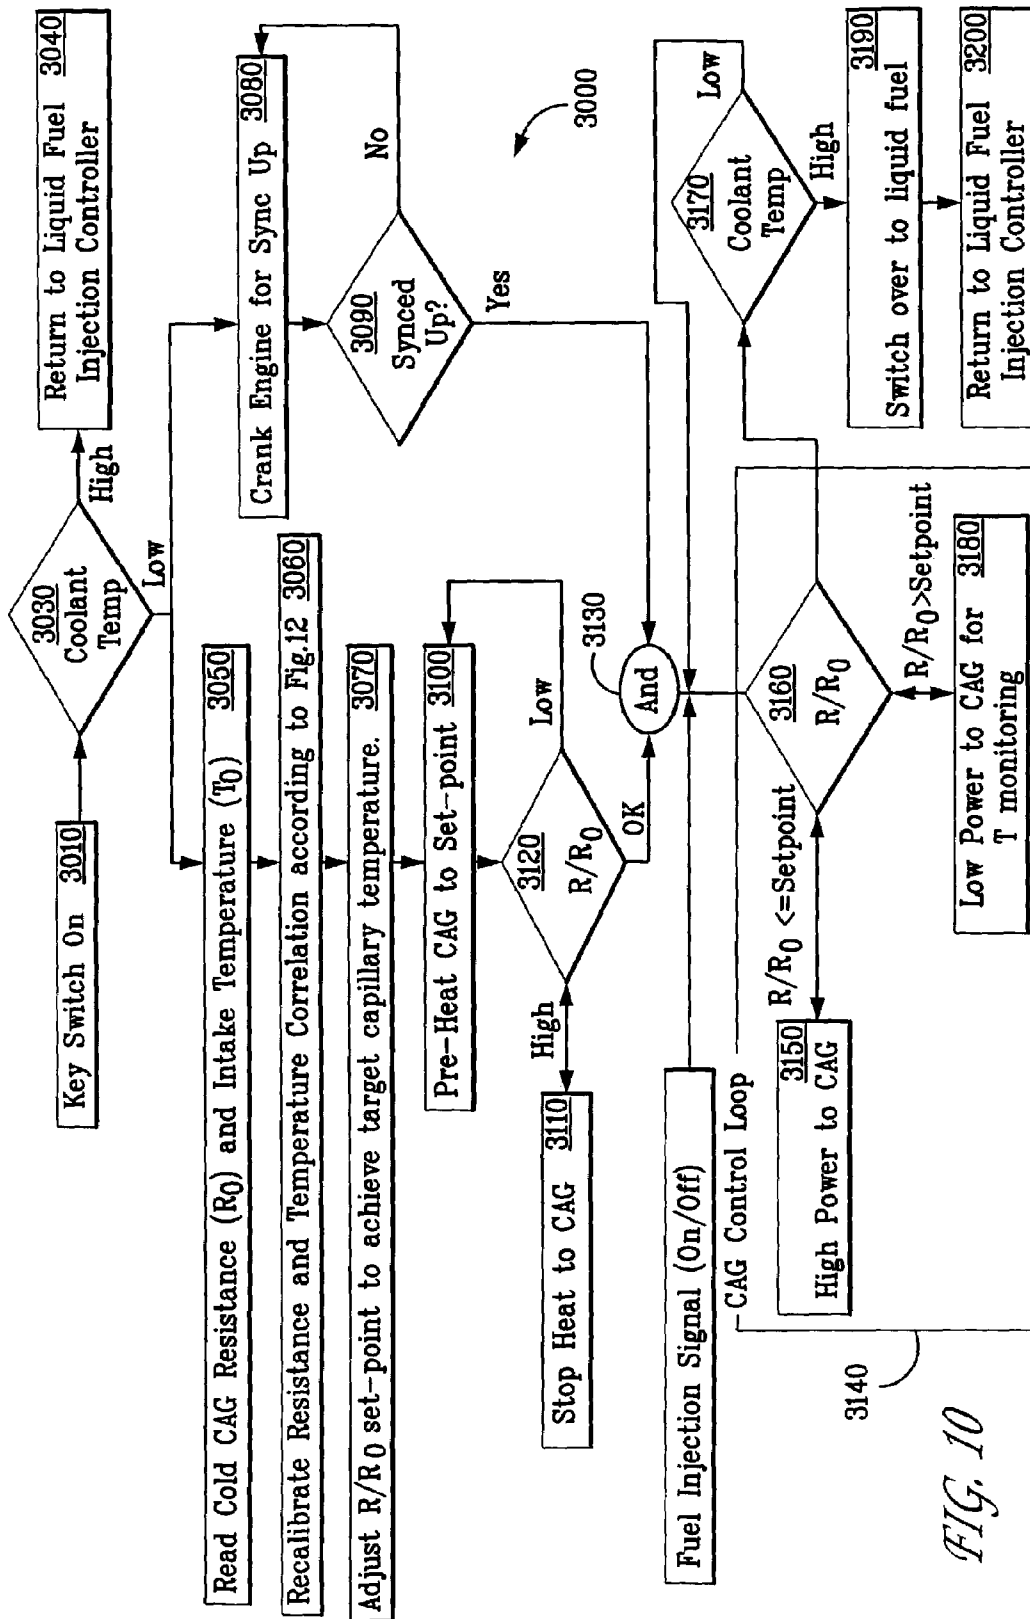 Key Switch On 3010
3030
Coolant
Temp
High
Return to Liquid Fuel 3040
Injection Controller
Low
Read Cold CAG Resistance (R0) and Intake Temperature (T0) 3050
Recalibrate Resistance and Temperature Correlation according to Fig.12 3060
Adjust R/R0 set-point to achieve target capillary temperature. 3070
Crank Engine for Sync Up 3080
3090
Synced
Up?
No
Yes
Pre-Heat CAG to Set-point 3100
3120
R/R0
High
Low
OK
Stop Heat to CAG 3110
And
3130
3000
Fuel Injection Signal (On/Off)
CAG Control Loop
3140
3160
R/R0
R/R0 <=Setpoint
R/R0>Setpoint
3150
High Power to CAG
Low Power to CAG for 3180
T monitoring
3170
Coolant
Temp
Low
High
Switch over to liquid fuel 3190
Return to Liquid Fuel 3200
Injection Controller
FIG. 10